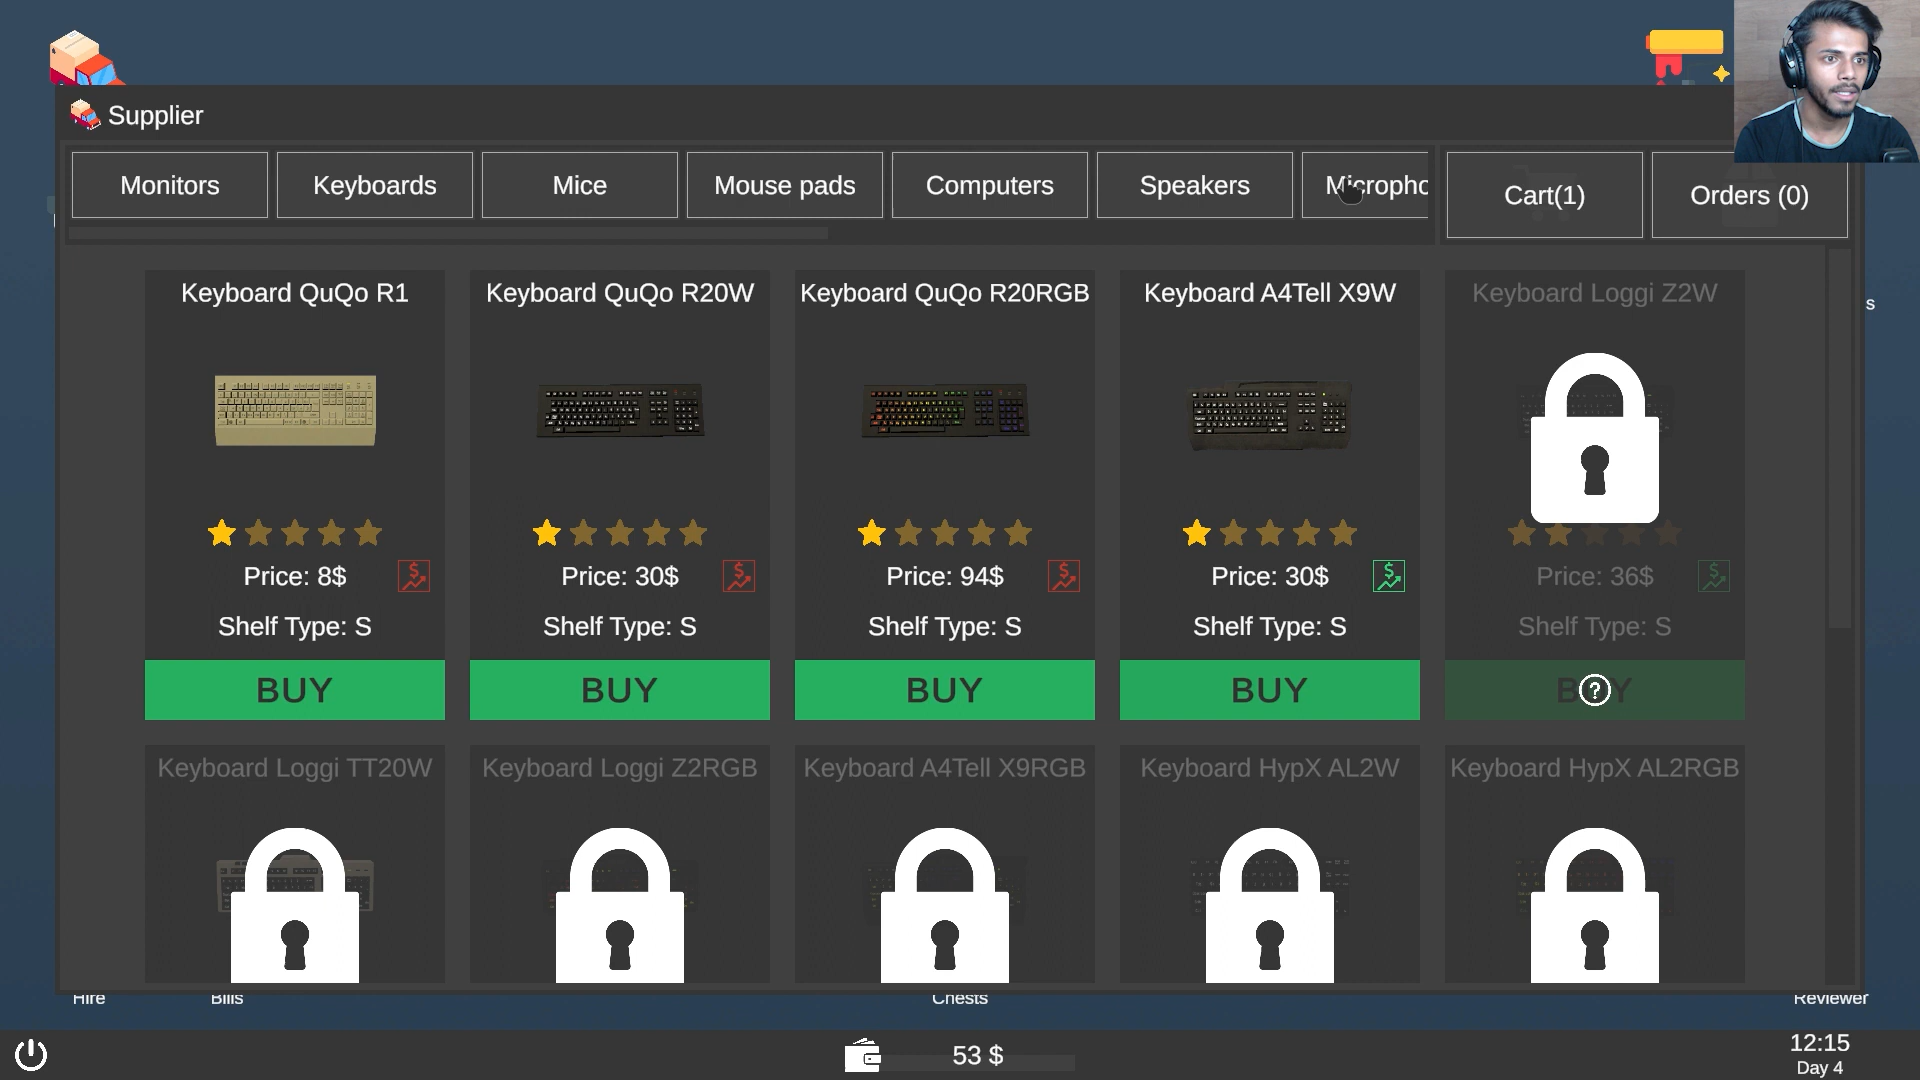 Supplier
Monitors
Keyboards
Mice
Mouse pads
Computers
Speakers
Micropho
Cart(1)
Orders (0)
Keyboard QuQo R1
Price: 8$
Shelf Type: S
BUY
Keyboard QuQo R20W
Price: 30$
Shelf Type: S
BUY
Keyboard QuQo R20RGB
Price: 94$
Shelf Type: S
BUY
Keyboard A4Tell X9W
Price: 30$
Shelf Type: S
BUY
Keyboard Loggi Z2W
Price: 36$
Shelf Type: S
BUY
?
s
Keyboard Loggi TT20W
Keyboard Loggi Z2RGB
Keyboard A4Tell X9RGB
Keyboard HypX AL2W
Keyboard HypX AL2RGB
Hire
Bills
Chests
Reviewer
53 $
12:15
Day 4